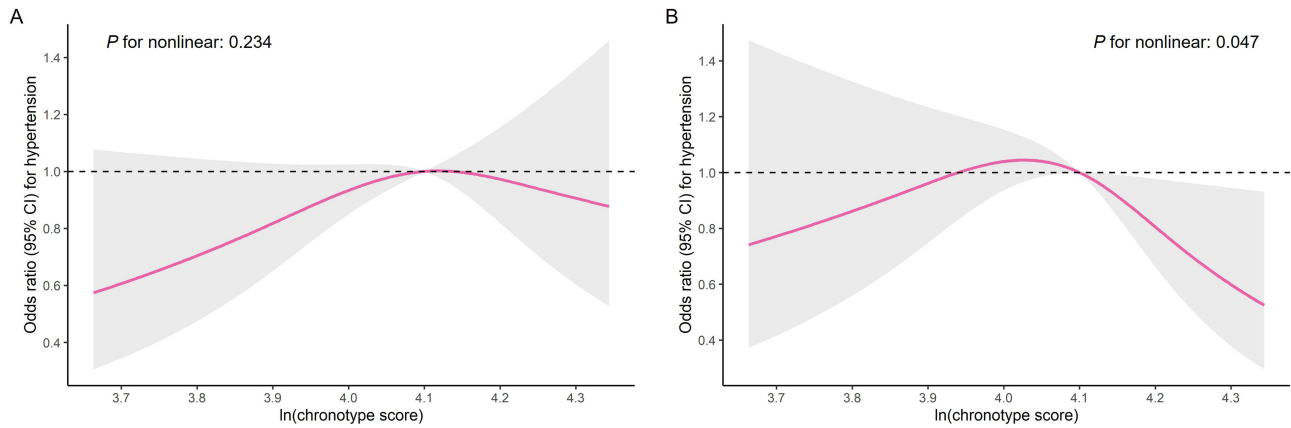 A
P for nonlinear: 0.234
Odds ratio (95% CI) for hypertension
1.4
1.2
1.0
0.8
0.6
0.4
3.7 3.8 3.9 4.0 4.1 4.2 4.3
ln(chronotype score)
B
P for nonlinear: 0.047
Odds ratio (95% CI) for hypertension
1.4
1.2
1.0
0.8
0.6
0.4
3.7 3.8 3.9 4.0 4.1 4.2 4.3
ln(chronotype score)